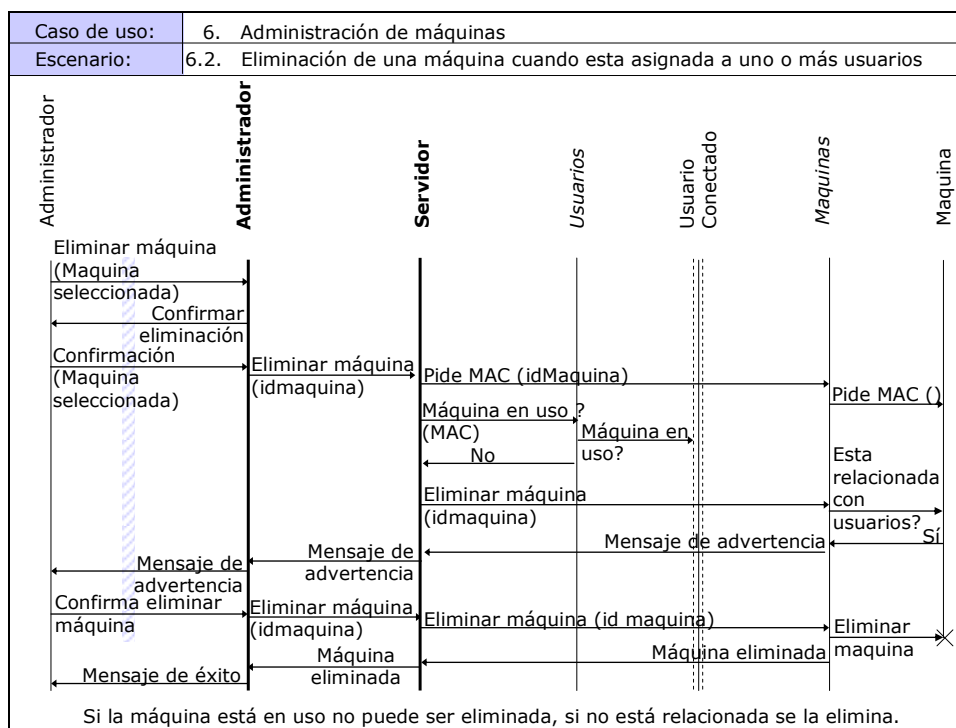 Caso de uso: 6. Administración de máquinas
Escenario: 6.2. Eliminación de una máquina cuando esta asignada a uno o más usuarios
Administrador
Administrador
Servidor
Usuarios
Usuario
Conectado
Maquinas
Maquina
Eliminar máquina
(Maquina
seleccionada)
Confirmar
eliminación
Confirmación
(Maquina
seleccionada)
Eliminar máquina
(idmaquina)
Pide MAC (idMaquina)
Pide MAC ()
Máquina en uso ?
(MAC)
Máquina en
uso?
No
Eliminar máquina
(idmaquina)
Esta
relacionada
con
usuarios?
Sí
Mensaje de advertencia
Mensaje de
advertencia
Mensaje de
advertencia
Confirma eliminar
máquina
Eliminar máquina
(idmaquina)
Eliminar máquina (id maquina)
Eliminar
maquina
Máquina eliminada
Máquina
eliminada
Mensaje de éxito
Si la máquina está en uso no puede ser eliminada, si no está relacionada se la elimina.